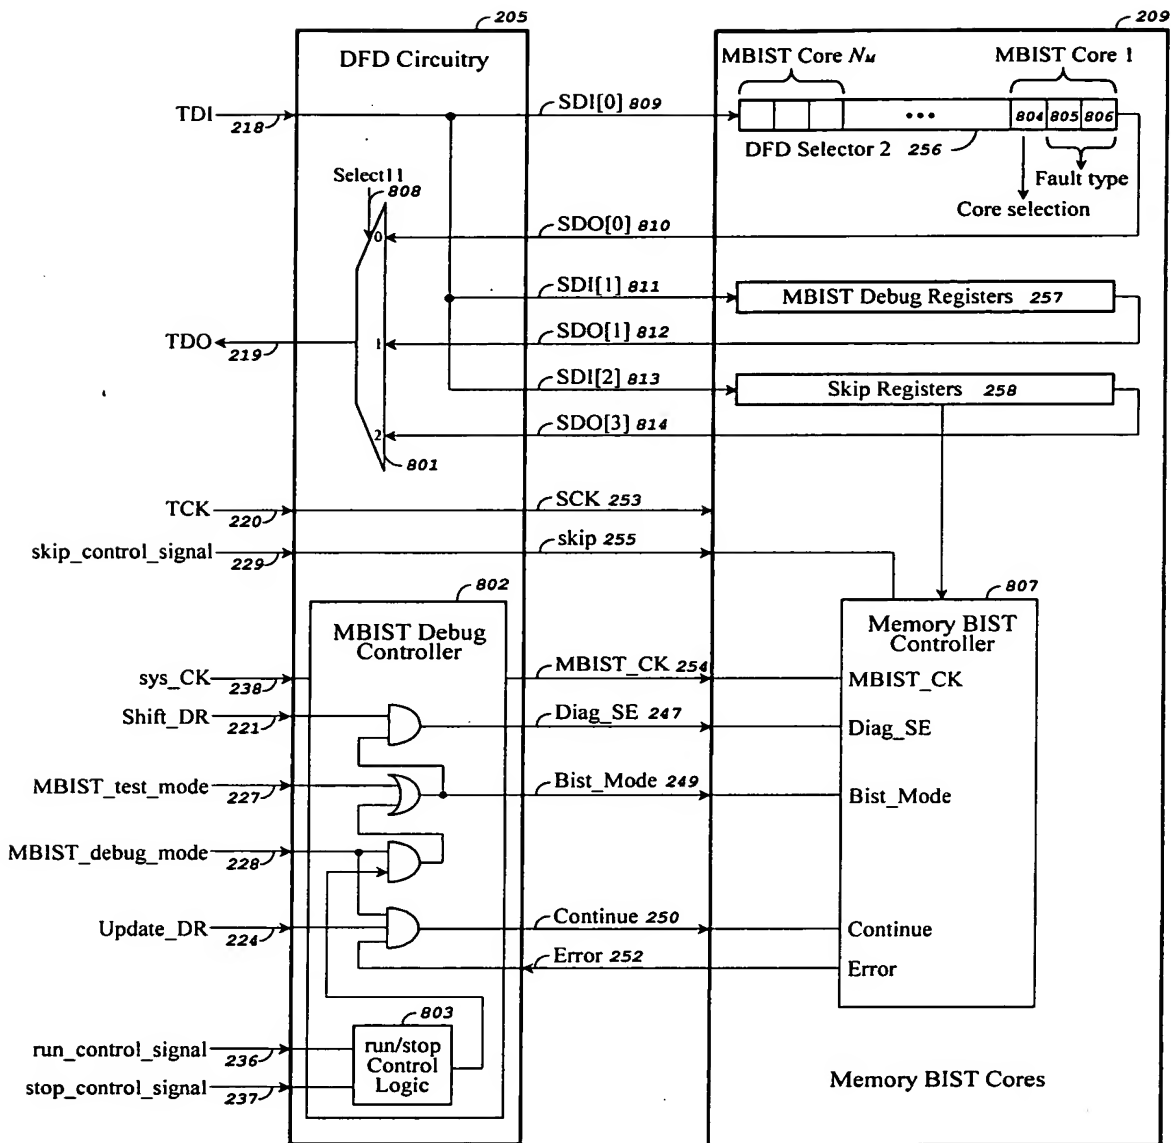 205
209
DFD Circuitry
MBIST Core NM
MBIST Core 1
TDI
218
SDI[0] 809
804 805 806
DFD Selector 2 256
Fault type
Core selection
Select11
808
0
SDO[0] 810
SDI[1] 811
MBIST Debug Registers 257
TDO
219
1
SDO[1] 812
SDI[2] 813
Skip Registers 258
2
SDO[3] 814
801
TCK
220
SCK 253
skip_control_signal
229
skip 255
802
807
MBIST Debug
Controller
Memory BIST
Controller
sys_CK
238
MBIST_CK 254
MBIST_CK
Shift_DR
221
Diag_SE 247
Diag_SE
MBIST_test_mode
227
Bist_Mode 249
Bist_Mode
MBIST_debug_mode
228
Update_DR
224
Continue 250
Continue
Error 252
Error
803
run_control_signal
236
run/stop
Control
Logic
stop_control_signal
237
Memory BIST Cores